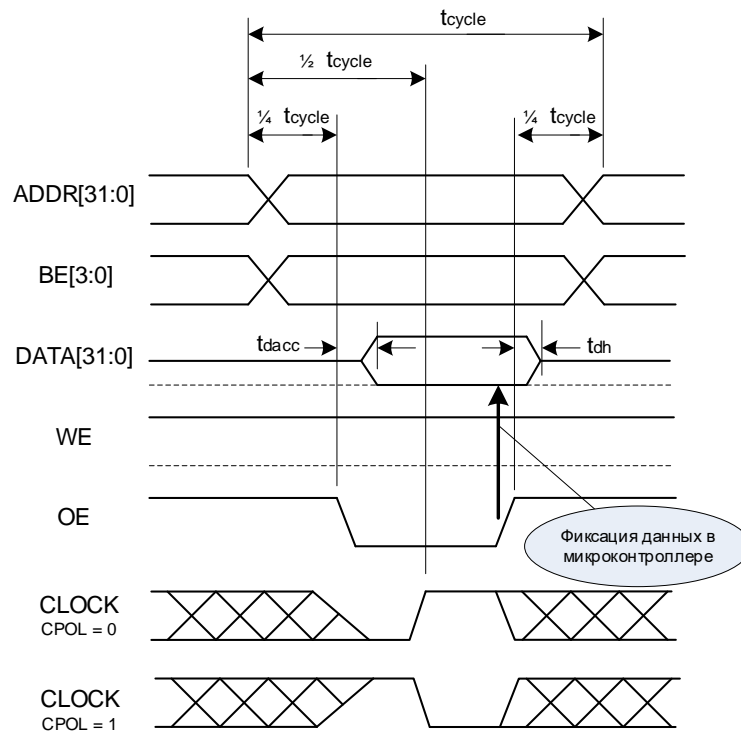 tcycle
½ tcycle
¼ tcycle
¼ tcycle
ADDR[31:0]
BE[3:0]
DATA[31:0]
tdacc
tdh
WE
OE
Фиксация данных в
микроконтроллере
CLOCK
CPOL = 0
CLOCK
CPOL = 1